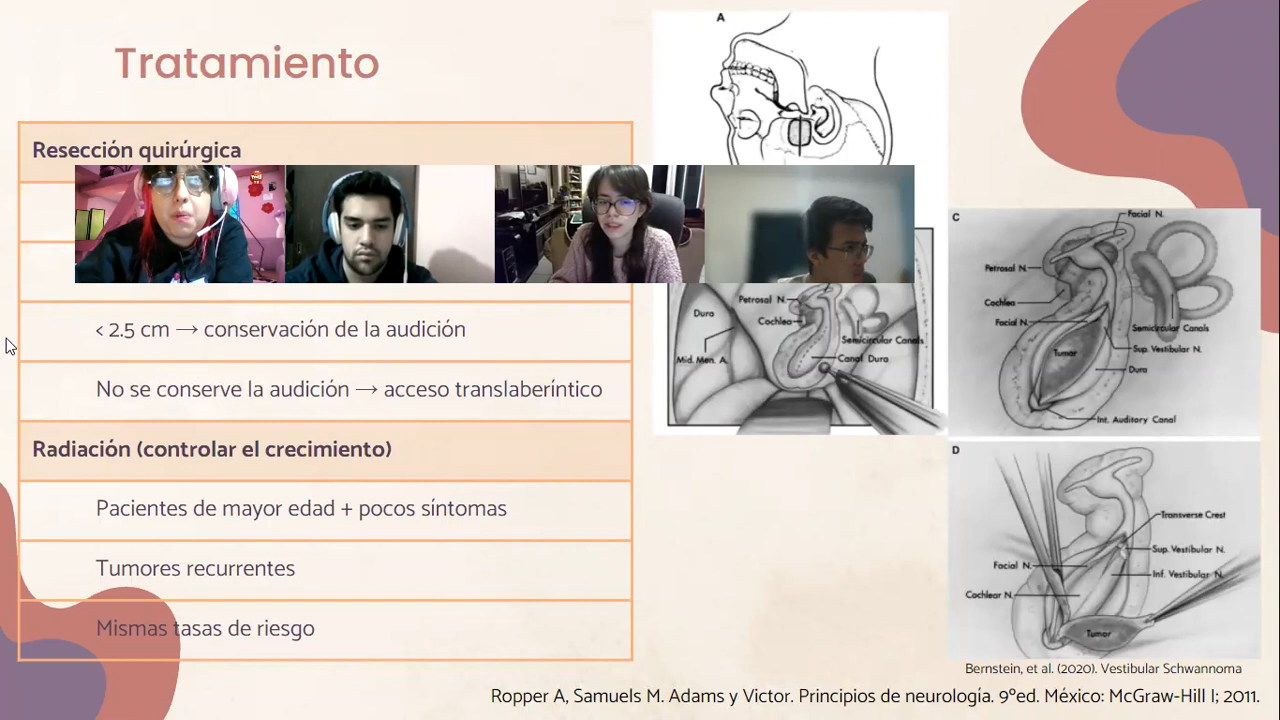 Tratamiento
Resección quirúrgica
< 2.5 cm → conservación de la audición
No se conserve la audición → acceso translaberíntico
Radiación (controlar el crecimiento)
Pacientes de mayor edad + pocos síntomas
Tumores recurrentes
Mismas tasas de riesgo
A
Petrosal N.
Dura
Cochlea
Semicircular Canals
Mid. Men. A.
Canal Dura
C
Facial N.
Petrosal N.
Cochlea
Facial N.
Semicircular Canals
Tumor
Sup. Vestibular N.
Dura
Int. Auditory Canal
D
Transverse Crest
Sup. Vestibular N.
Facial N.
Inf. Vestibular N.
Cochlear N.
Tumor
Bernstein, et al. (2020). Vestibular Schwannoma
Ropper A, Samuels M. Adams y Victor. Principios de neurología. 9ºed. México: McGraw-Hill I; 2011.